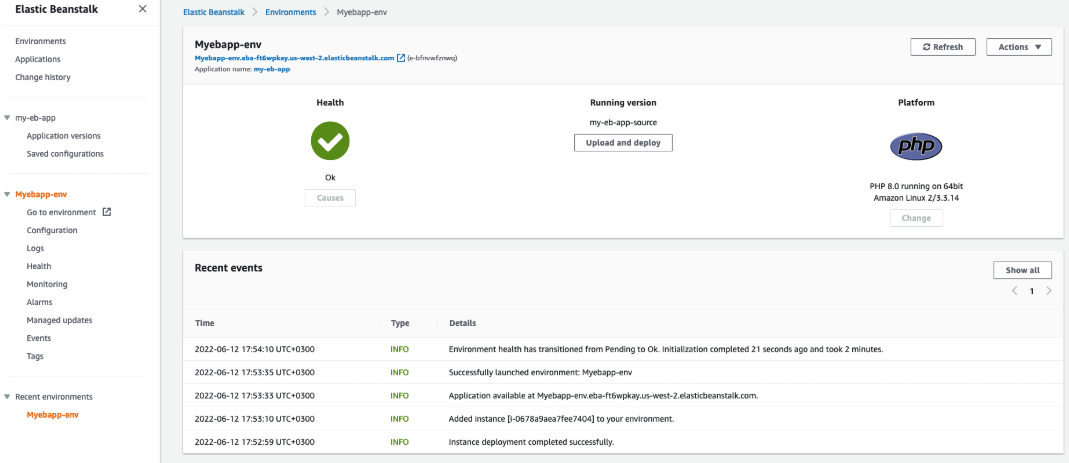 Elastic Beanstalk
Environments
Applications
Change history
my-eb-app
Application versions
Saved configurations
Myebapp-env
Go to environment
Configuration
Logs
Health
Monitoring
Alarms
Managed updates
Events
Tags
Recent environments
Myebapp-env
Elastic Beanstalk > Environments > Myebapp-env
Myebapp-env
Myebapp-env.eba-ft6wpkay.us-west-2.elasticbeanstalk.com (e-bfnvwfznwq)
Application name: my-eb-app
Refresh
Actions
Health
Ok
Causes
Running version
my-eb-app-source
Upload and deploy
Platform
php
PHP 8.0 running on 64bit
Amazon Linux 2/3.3.14
Change
Recent events
Show all
< 1 >
Time Type Details
2022-06-12 17:54:10 UTC+0300 INFO Environment health has transitioned from Pending to Ok. Initialization completed 21 seconds ago and took 2 minutes.
2022-06-12 17:53:35 UTC+0300 INFO Successfully launched environment: Myebapp-env
2022-06-12 17:53:33 UTC+0300 INFO Application available at Myebapp-env.eba-ft6wpkay.us-west-2.elasticbeanstalk.com.
2022-06-12 17:53:10 UTC+0300 INFO Added instance [i-0678a9aea7fee7404] to your environment.
2022-06-12 17:52:59 UTC+0300 INFO Instance deployment completed successfully.